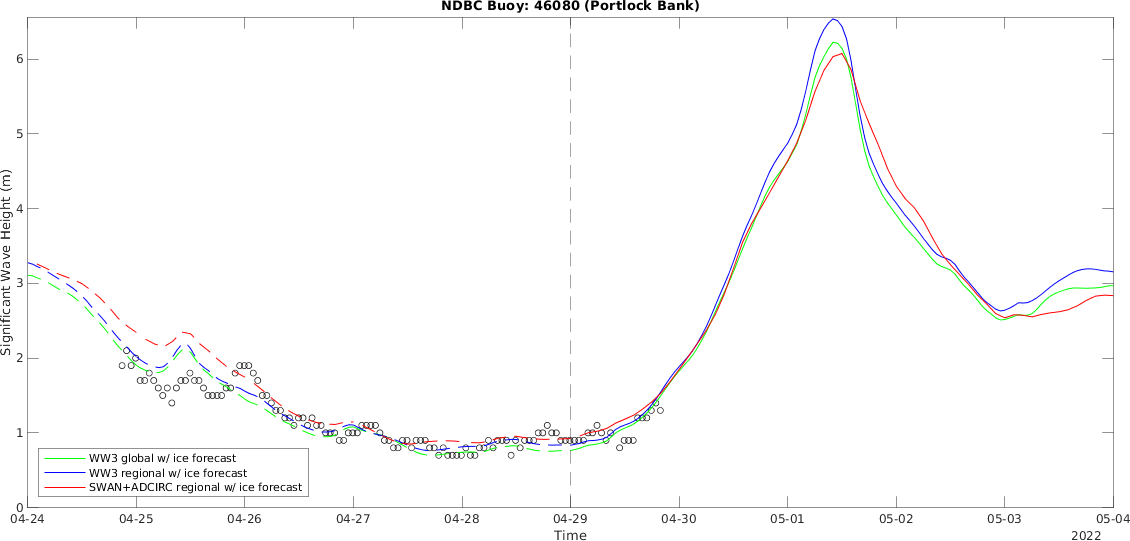 NDBC Buoy: 46080 (Portlock Bank)
Significant Wave Height (m)
6
5
4
3
2
1
0
WW3 global w/ ice forecast
WW3 regional w/ ice forecast
SWAN+ADCIRC regional w/ ice forecast
04-24 04-25 04-26 04-27 04-28 04-29 04-30 05-01 05-02 05-03 05-04
Time
2022